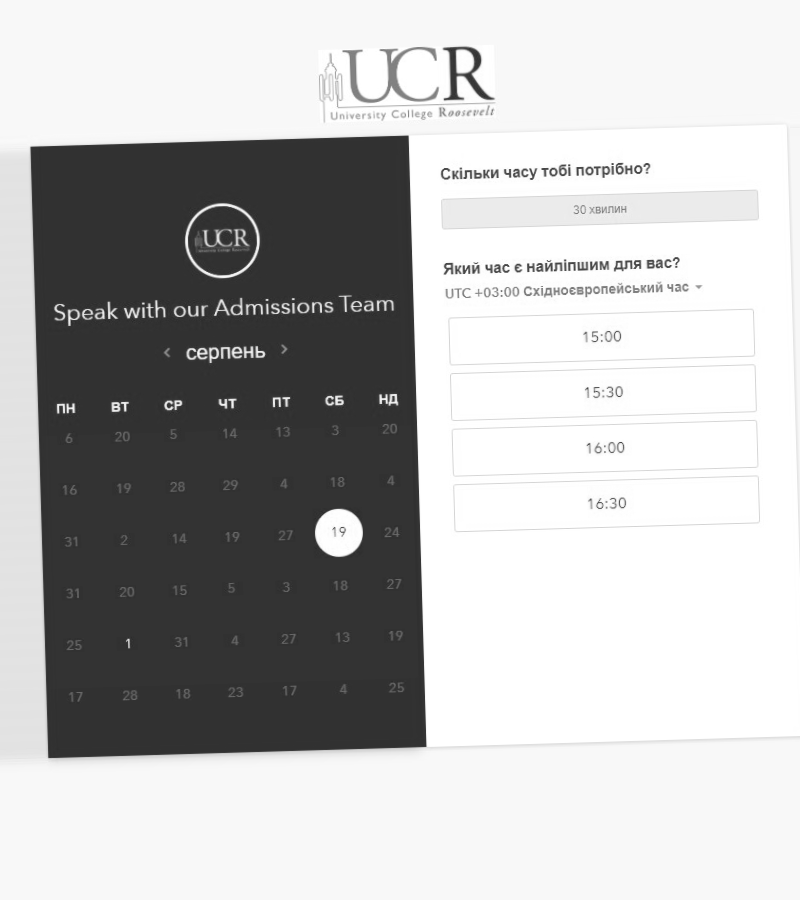 UCR
University College Roosevelt
UCR
Speak with our Admissions Team
серпень
ПН ВТ СР ЧТ ПТ СБ НД
6 20 5 14 13 3 20
16 19 28 29 4 18 4
31 2 14 19 27 19 24
31 20 15 5 3 18 27
25 1 31 4 27 13 19
17 28 18 23 17 4 25
Скільки часу тобі потрібно?
30 хвилин
Який час є найліпшим для вас?
UTC +03:00 Східноєвропейський час
15:00
15:30
16:00
16:30